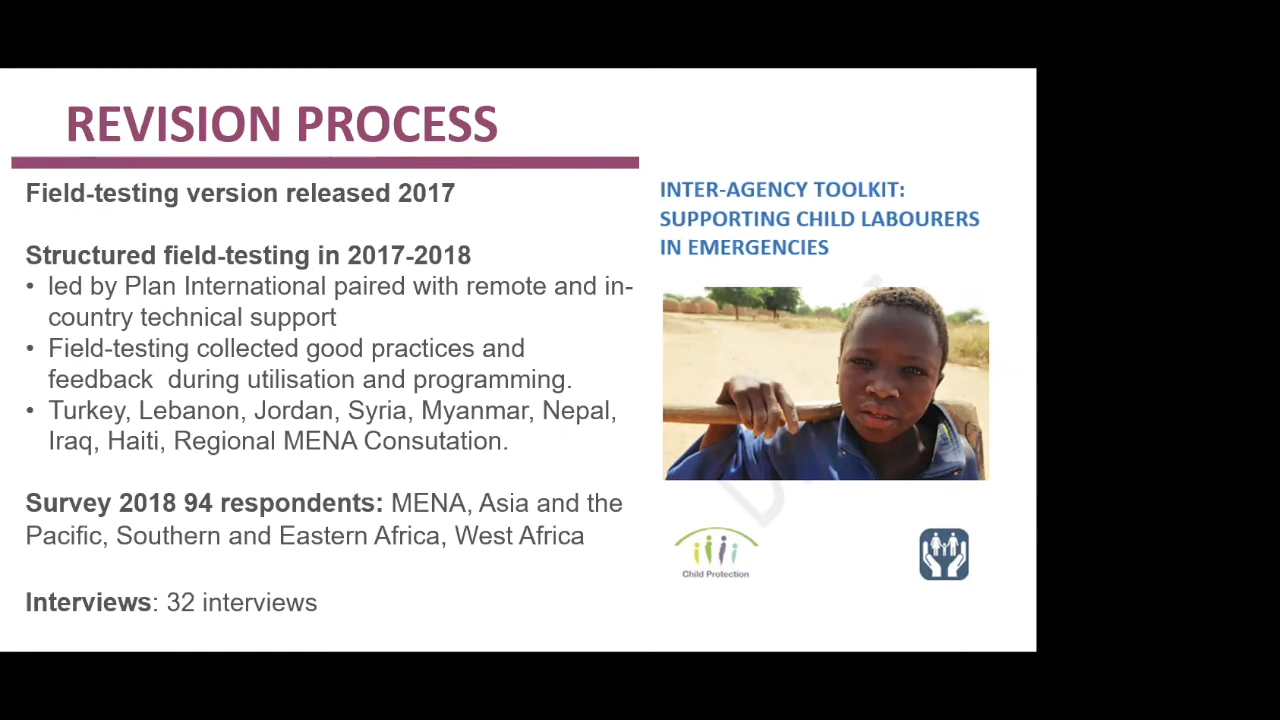 REVISION PROCESS
Field-testing version released 2017
Structured field-testing in 2017-2018
• led by Plan International paired with remote and in-
country technical support
• Field-testing collected good practices and
feedback  during utilisation and programming.
• Turkey, Lebanon, Jordan, Syria, Myanmar, Nepal,
Iraq, Haiti, Regional MENA Consutation.
Survey 2018 94 respondents: MENA, Asia and the
Pacific, Southern and Eastern Africa, West Africa
Interviews: 32 interviews
INTER-AGENCY TOOLKIT:
SUPPORTING CHILD LABOURERS
IN EMERGENCIES
Child Protection